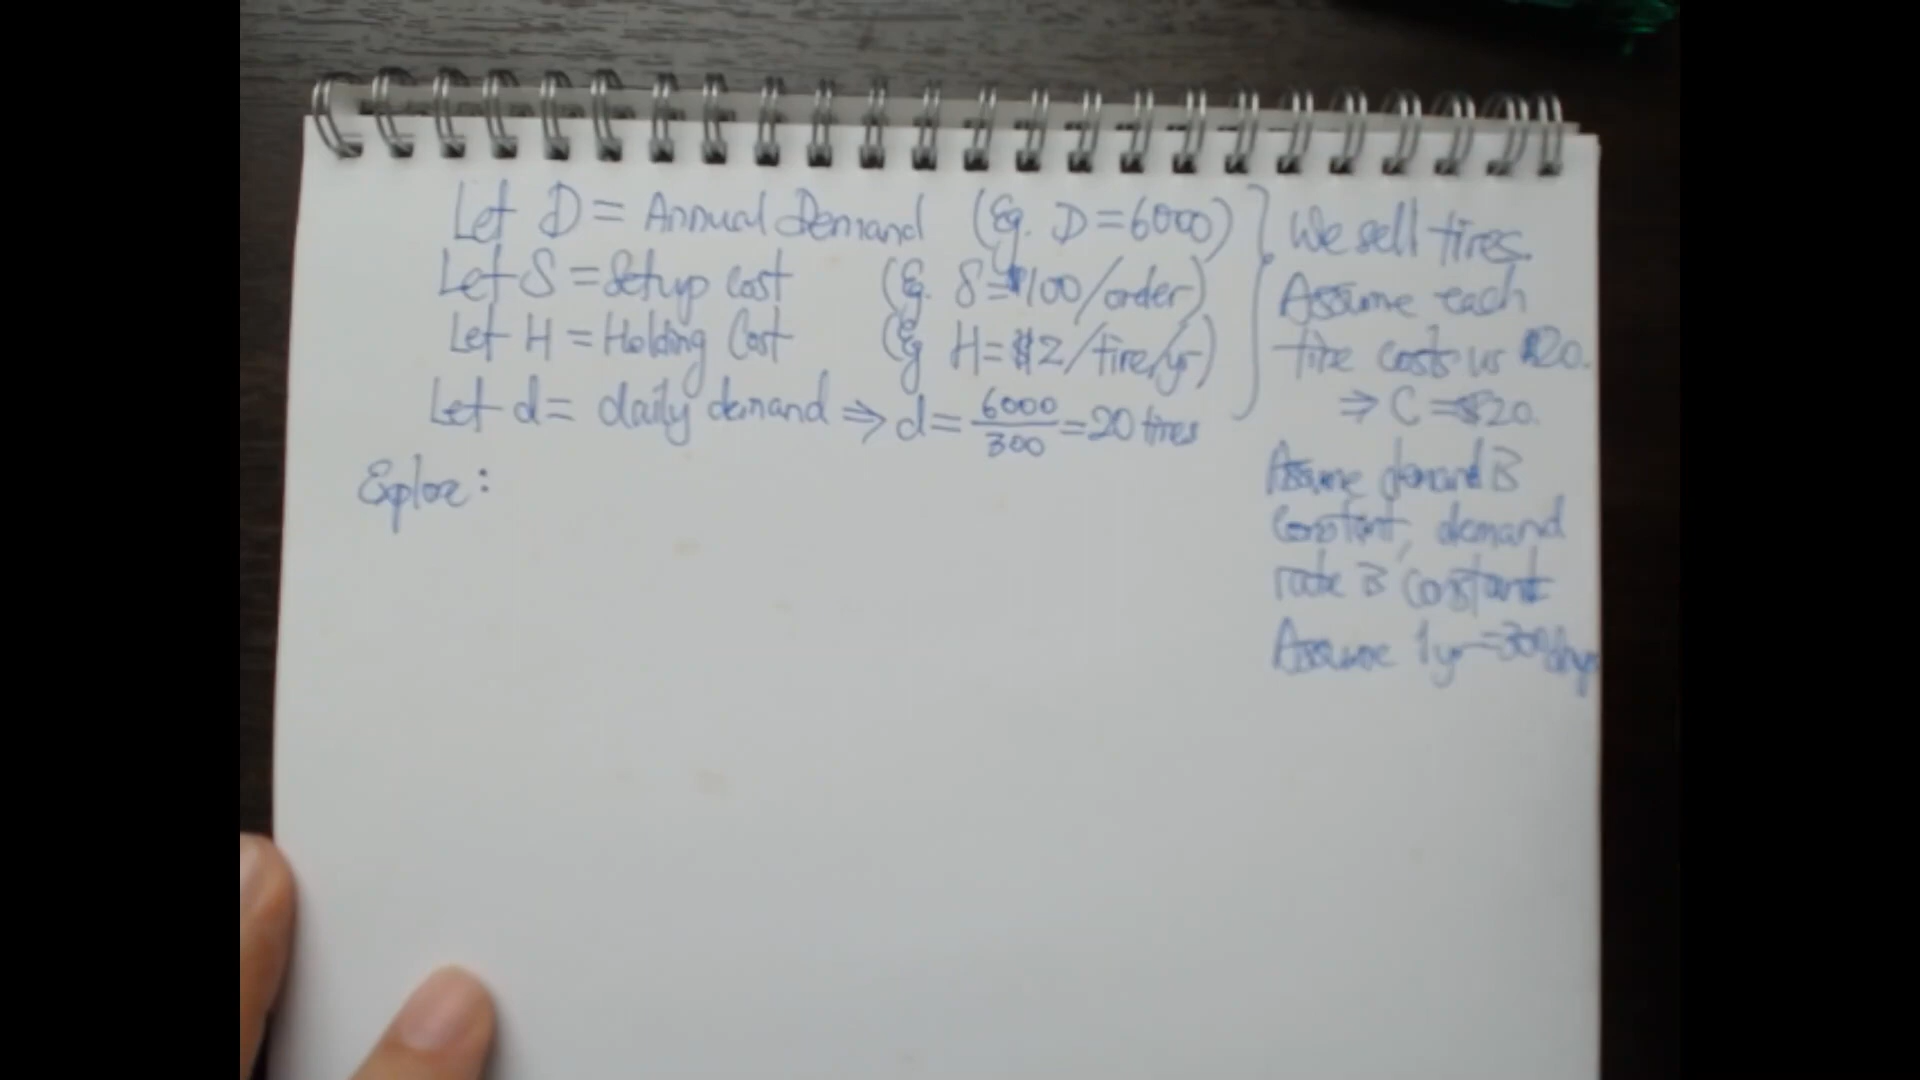 Let D = Annual Demand (Eg. D=6000)
Let S = Setup Cost (Eg. S=$100/order)
Let H = Holding Cost (Eg H=$2/tire/yr)
Let d = daily demand ⇒ d = 6000/300 = 20 tires
Explore:
We sell tires.
Assume each
tire costs us $20.
⇒ C = $20.
Assume demand is
constant, demand
rate is constant
Assume 1yr=300days